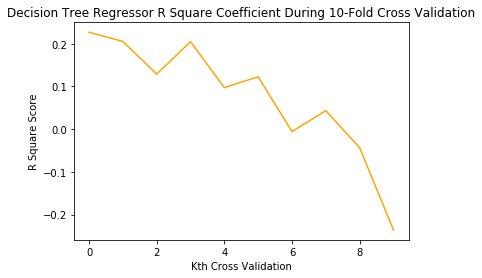 Decision Tree Regressor R Square Coefficient During 10-Fold Cross Validation
0.2
0.1
0.0
−0.1
−0.2
R Square Score
0 2 4 6 8
Kth Cross Validation